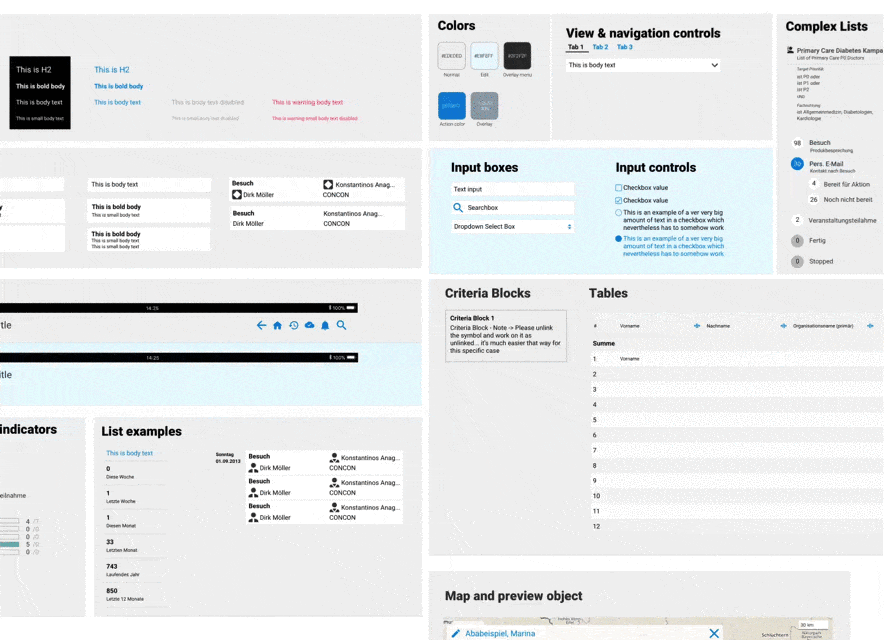 This is H2
This is bold body
This is body text
This is small body text
This is H2
This is bold body
This is body text
This is body text disabled
This is warning body text
This is warning small body text disabled
Colors
#EDEDED
Normal
Edit
Overlay menu
Action color
Overlay
View & navigation controls
Tab 1 Tab 2 Tab 3
This is body text
Complex Lists
Primary Care Diabetes Kampa
List of Primary Care PD Doctors
Target Priorität
ist P0 oder
ist P1 oder
ist P2
Fachrichtung
ist Allgemeinmedizin, Diabetologen,
Kardiologie
98 Besuch
Produktbesprechung
Pers. E-Mail
Kontakt nach Besuch
4 Bereit für Aktion
26 Noch nicht bereit
2 Veranstaltungsteilahme
0 Fertig
0 Stopped
This is body text
This is bold body
This is small body text
This is bold body
This is small body text
This is small body text
Besuch Konstantinos Anag...
Dirk Möller CONCON
Besuch Konstantinos Anag...
Dirk Möller CONCON
Input boxes
Text input
Searchbox
Dropdown Select Box
Input controls
Checkbox value
Checkbox value
This is an example of a ver very big
amount of text in a checkbox which
nevertheless has to somehow work
This is an example of a ver very big
amount of text in a checkbox which
nevertheless has to somehow work
14:25 100%
tle
14:25 100%
itle
Criteria Blocks
Criteria Block 1
Criteria Block - Note -> Please unlink
the symbol and work on it as
unlinked... it's much easier that way for
this specific case
Tables
# Vorname Nachname Organisationsname (primär)
Summe
1 Vorname
2
3
4
5
6
7
8
9
10
11
12
indicators
eilnahme
4 /1
0 /0
0 /2
5 /0
0 /0
List examples
This is body text
0
Diese Woche
1
Letzte Woche
1
Diesen Monat
33
Letzten Monat
743
Laufendes Jahr
850
Letzte 12 Monate
Sonntag
01.09.2013
Besuch Konstantinos Anag...
Dirk Möller CONCON
Besuch Konstantinos Anag...
Dirk Möller CONCON
Besuch Konstantinos Anag...
Dirk Möller CONCON
Map and preview object
Ababeispiel, Marina
30 km
Schlüchtern